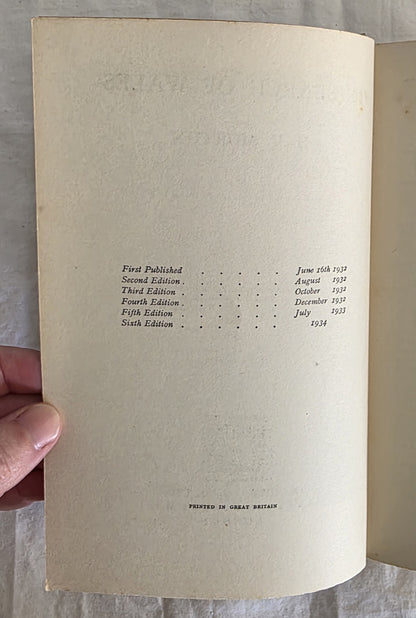 First Published . . . . . June 16th 1932
Second Edition . . . . . . August 1932
Third Edition . . . . . . October 1932
Fourth Edition . . . . . . December 1932
Fifth Edition . . . . . July 1933
Sixth Edition . . . . . . 1934
PRINTED IN GREAT BRITAIN